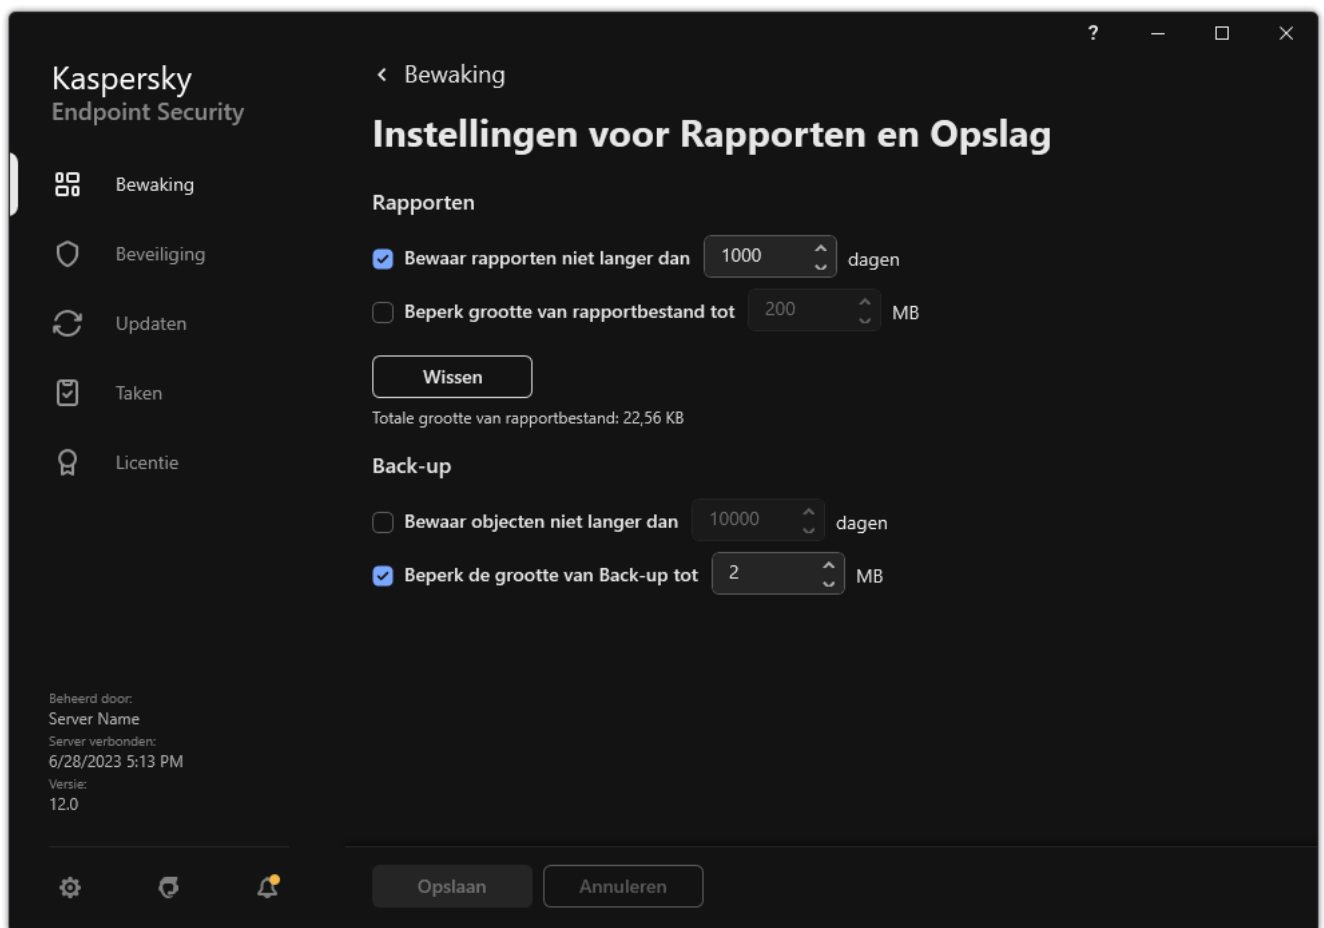 ?
Kaspersky
Endpoint Security
Bewaking
Beveiliging
Updaten
Taken
Licentie
Beheerd door:
Server Name
Server verbonden:
6/28/2023 5:13 PM
Versie:
12.0
Bewaking
Instellingen voor Rapporten en Opslag
Rapporten
Bewaar rapporten niet langer dan 1000 dagen
Beperk grootte van rapportbestand tot 200 MB
Wissen
Totale grootte van rapportbestand: 22,56 KB
Back-up
Bewaar objecten niet langer dan 10000 dagen
Beperk de grootte van Back-up tot 2 MB
Opslaan Annuleren